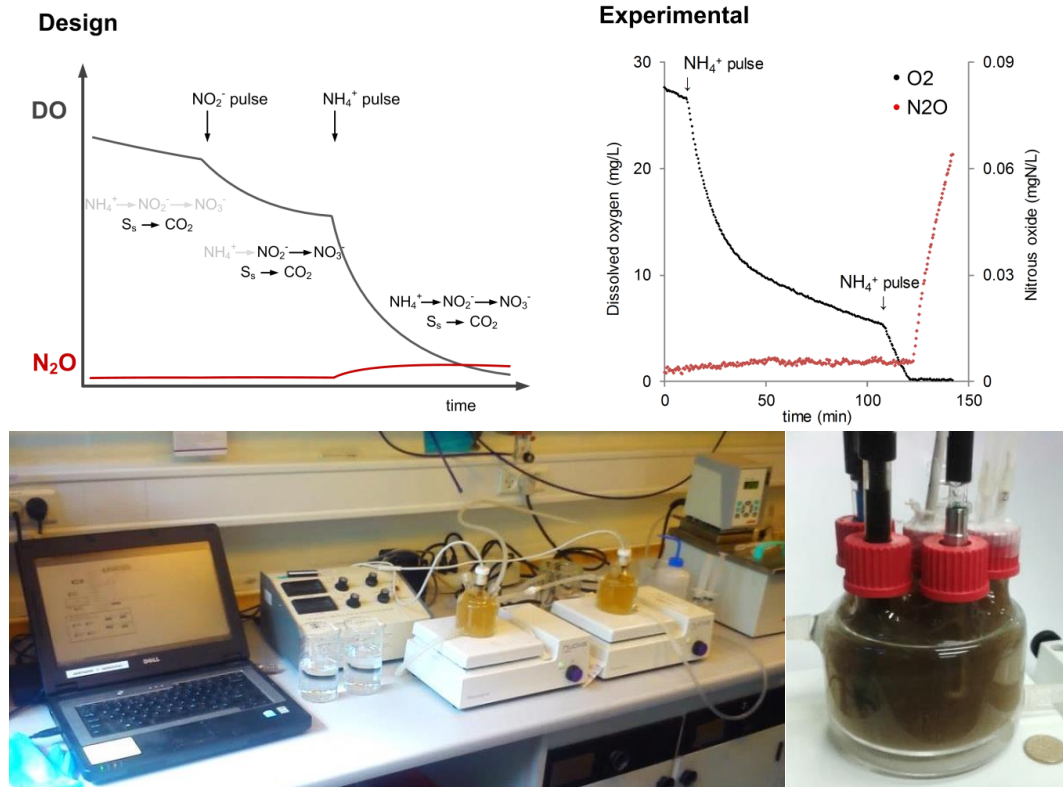 Design
DO
NO₂⁻ pulse
NH₄⁺ pulse
NH₄⁺→NO₂⁻→NO₃⁻
Sₛ → CO₂
NH₄⁺→NO₂⁻→NO₃⁻
Sₛ → CO₂
NH₄⁺→NO₂⁻→NO₃⁻
Sₛ → CO₂
N₂O
time
Experimental
Dissolved oxygen (mg/L)
30
20
10
0
NH₄⁺ pulse
↓
NH₄⁺ pulse
↓
O2
N2O
0.09
0.06
0.03
0
Nitrous oxide (mgN/L)
0
50
100
150
time (min)
DELL